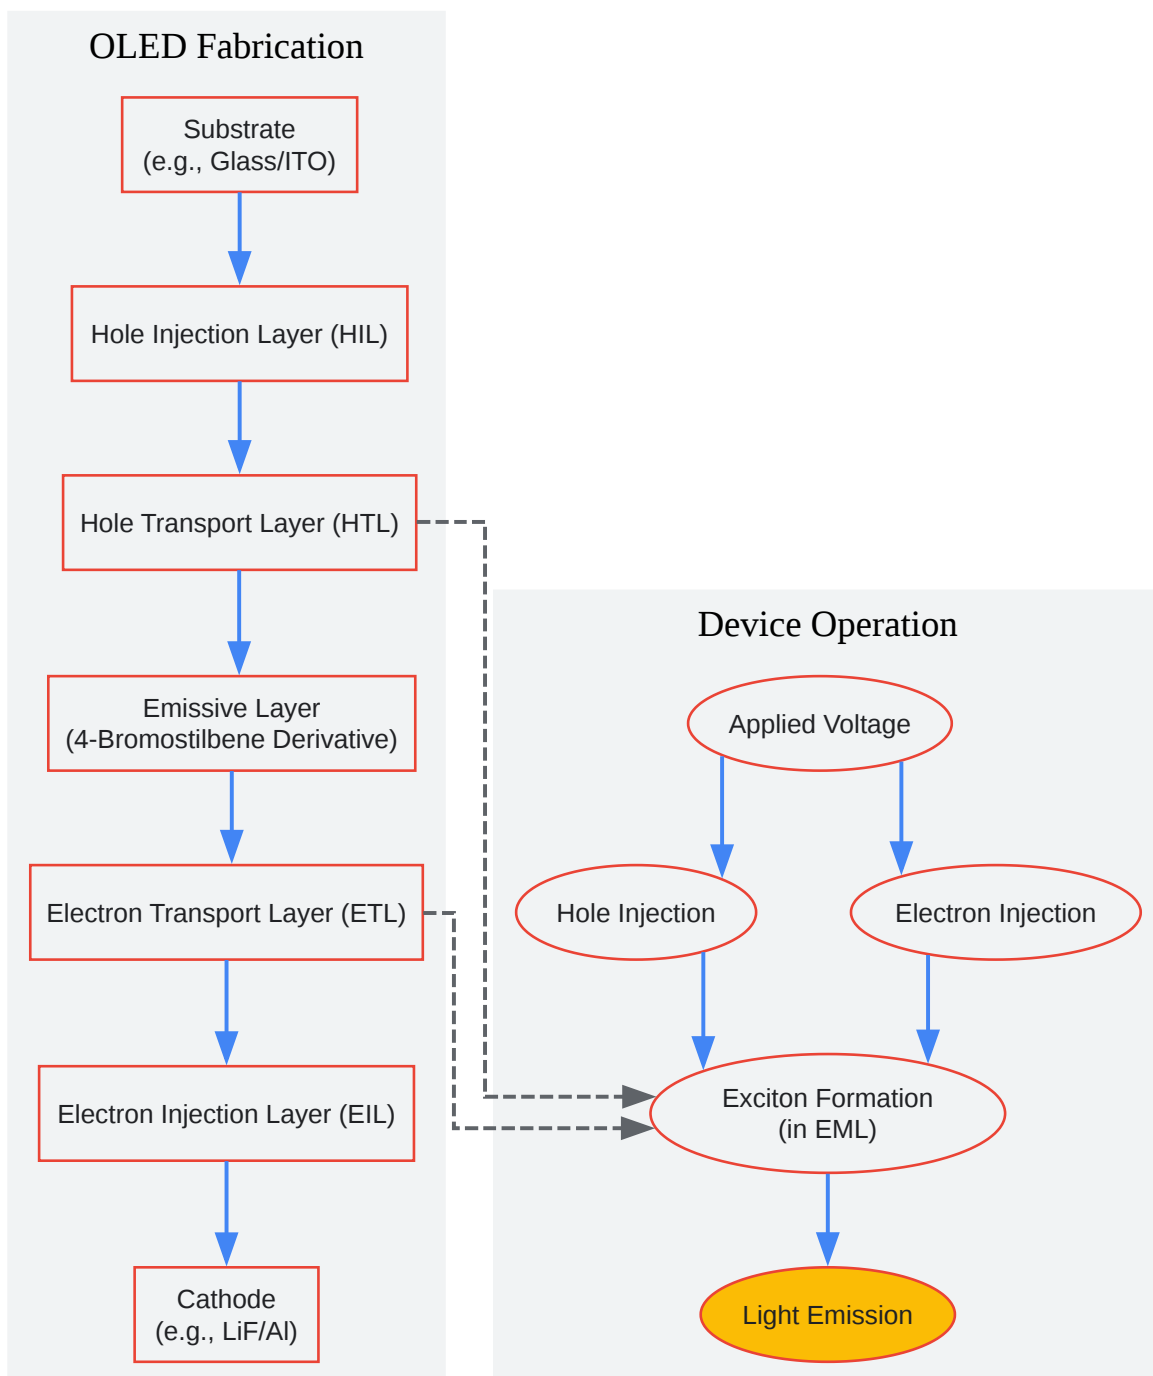 OLED Fabrication
Substrate
(e.g., Glass/ITO)
Hole Injection Layer (HIL)
Hole Transport Layer (HTL)
Emissive Layer
(4-Bromostilbene Derivative)
Electron Transport Layer (ETL)
Electron Injection Layer (EIL)
Cathode
(e.g., LiF/Al)
Device Operation
Applied Voltage
Hole Injection
Electron Injection
Exciton Formation
(in EML)
Light Emission